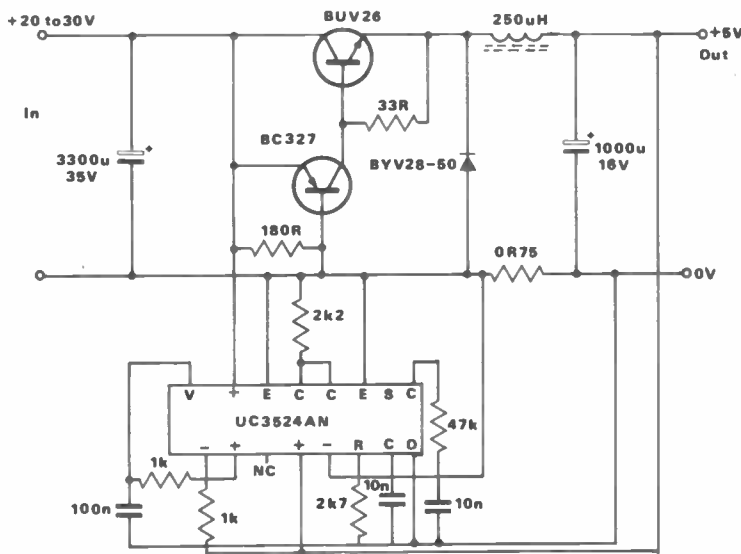 +20 to 30V
BUV26
250uH
+5V
Out
In
33R
BC327
3300u
35V
+
BYV28-50
+
1000u
16V
180R
0R75
0V
2k2
V + E C C E S C
UC3524AN
47k
- + + - R C O
1k
NC
10n
100n
1k
2k7
10n